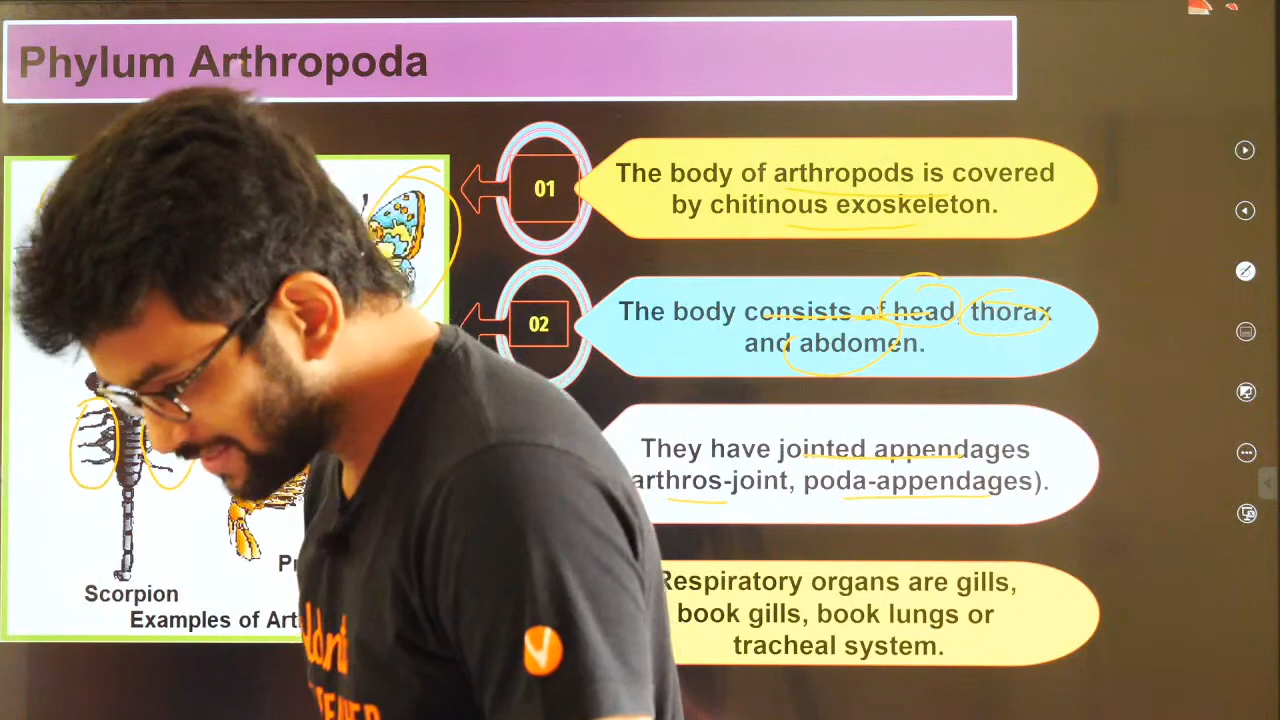 Phylum Arthropoda
01
The body of arthropods is covered
by chitinous exoskeleton.
02
The body consists of head, thorax
and abdomen.
They have jointed appendages
arthros-joint, poda-appendages).
Respiratory organs are gills,
book gills, book lungs or
tracheal system.
Scorpion
Examples of